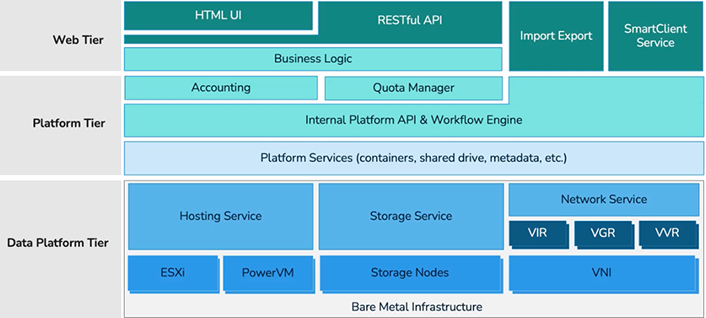 Web Tier
HTML UI
RESTful API
Import Export
SmartClient
Service
Business Logic
Platform Tier
Accounting
Quota Manager
Internal Platform API & Workflow Engine
Platform Services (containers, shared drive, metadata, etc.)
Data Platform Tier
Hosting Service
Storage Service
Network Service
VIR
VGR
VVR
ESXi
PowerVM
Storage Nodes
VNI
Bare Metal Infrastructure